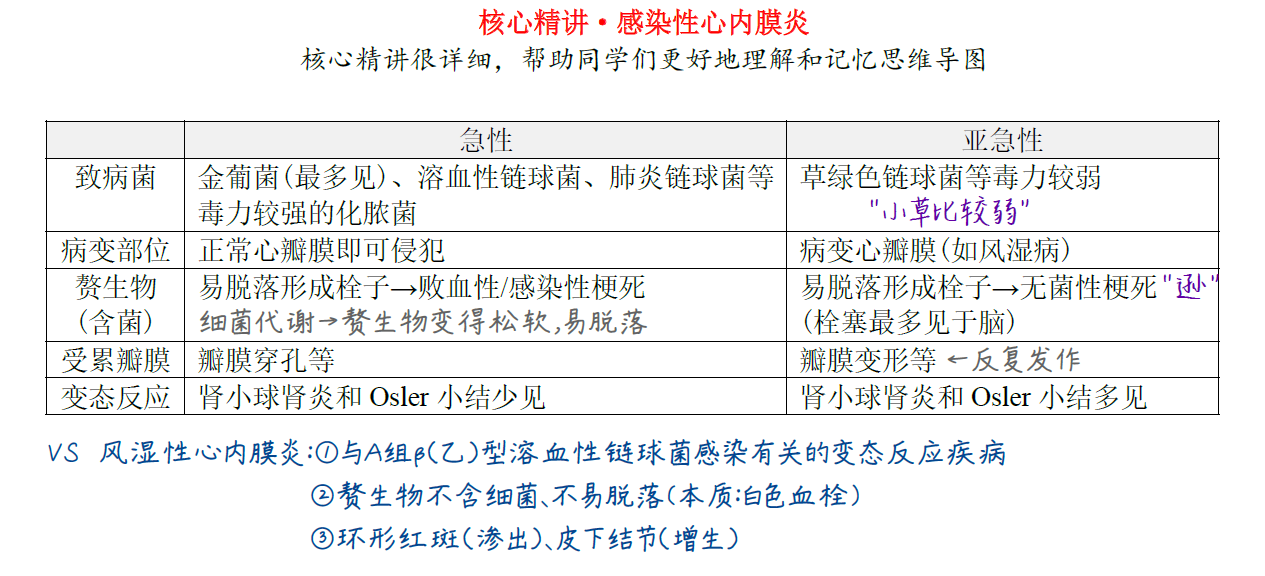 核心精讲·感染性心内膜炎
核心精讲很详细，帮助同学们更好地理解和记忆思维导图
急性 亚急性
致病菌 金葡菌(最多见)、溶血性链球菌、肺炎链球菌等 草绿色链球菌等毒力较弱
毒力较强的化脓菌 "小草比较弱"
病变部位 正常心瓣膜即可侵犯 病变心瓣膜(如风湿病)
赘生物 易脱落形成栓子→败血性/感染性梗死 易脱落形成栓子→无菌性梗死"逊"
(含菌) 细菌代谢→赘生物变得松软,易脱落 (栓塞最多见于脑)
受累瓣膜 瓣膜穿孔等 瓣膜变形等 ←反复发作
变态反应 肾小球肾炎和 Osler 小结少见 肾小球肾炎和 Osler 小结多见
VS 风湿性心内膜炎:①与A组β(乙)型溶血性链球菌感染有关的变态反应疾病
②赘生物不含细菌、不易脱落(本质:白色血栓)
③环形红斑(渗出)、皮下结节(增生)